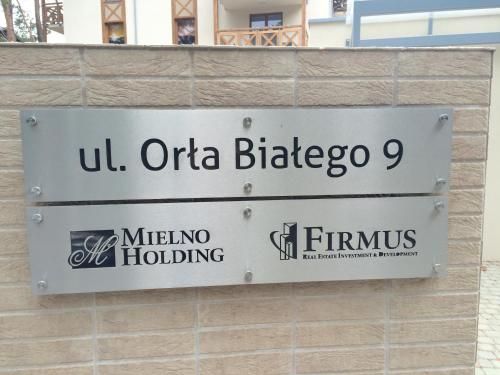 ul. Orła Białego 9
M MIELNO
HOLDING
FIRMUS
REAL ESTATE INVESTMENT & DEVELOPMENT